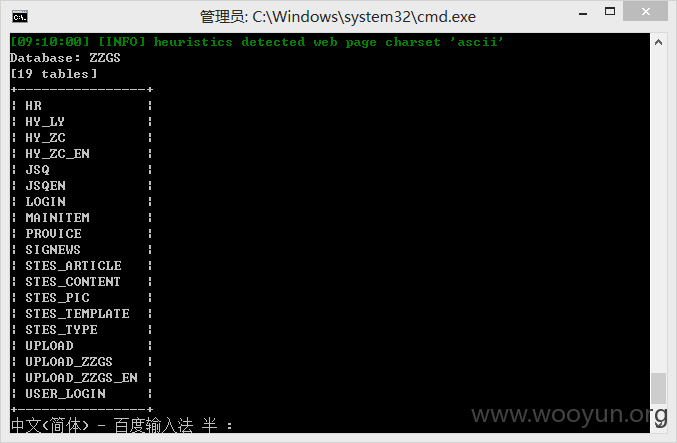 管理员: C:\Windows\system32\cmd.exe
[09:10:00] [INFO] heuristics detected web page charset 'ascii'
Database: ZZGS
[19 tables]
+----------------+
| HR             |
| HY_LY          |
| HY_ZC          |
| HY_ZC_EN       |
| JSQ            |
| JSQEN          |
| LOGIN          |
| MAINITEM       |
| PROVICE        |
| SIGNEWS        |
| STES_ARTICLE   |
| STES_CONTENT   |
| STES_PIC       |
| STES_TEMPLATE  |
| STES_TYPE      |
| UPLOAD         |
| UPLOAD_ZZGS    |
| UPLOAD_ZZGS_EN |
| USER_LOGIN     |
+----------------+
中文(简体) - 百度输入法 半 :
www.wooyun.org